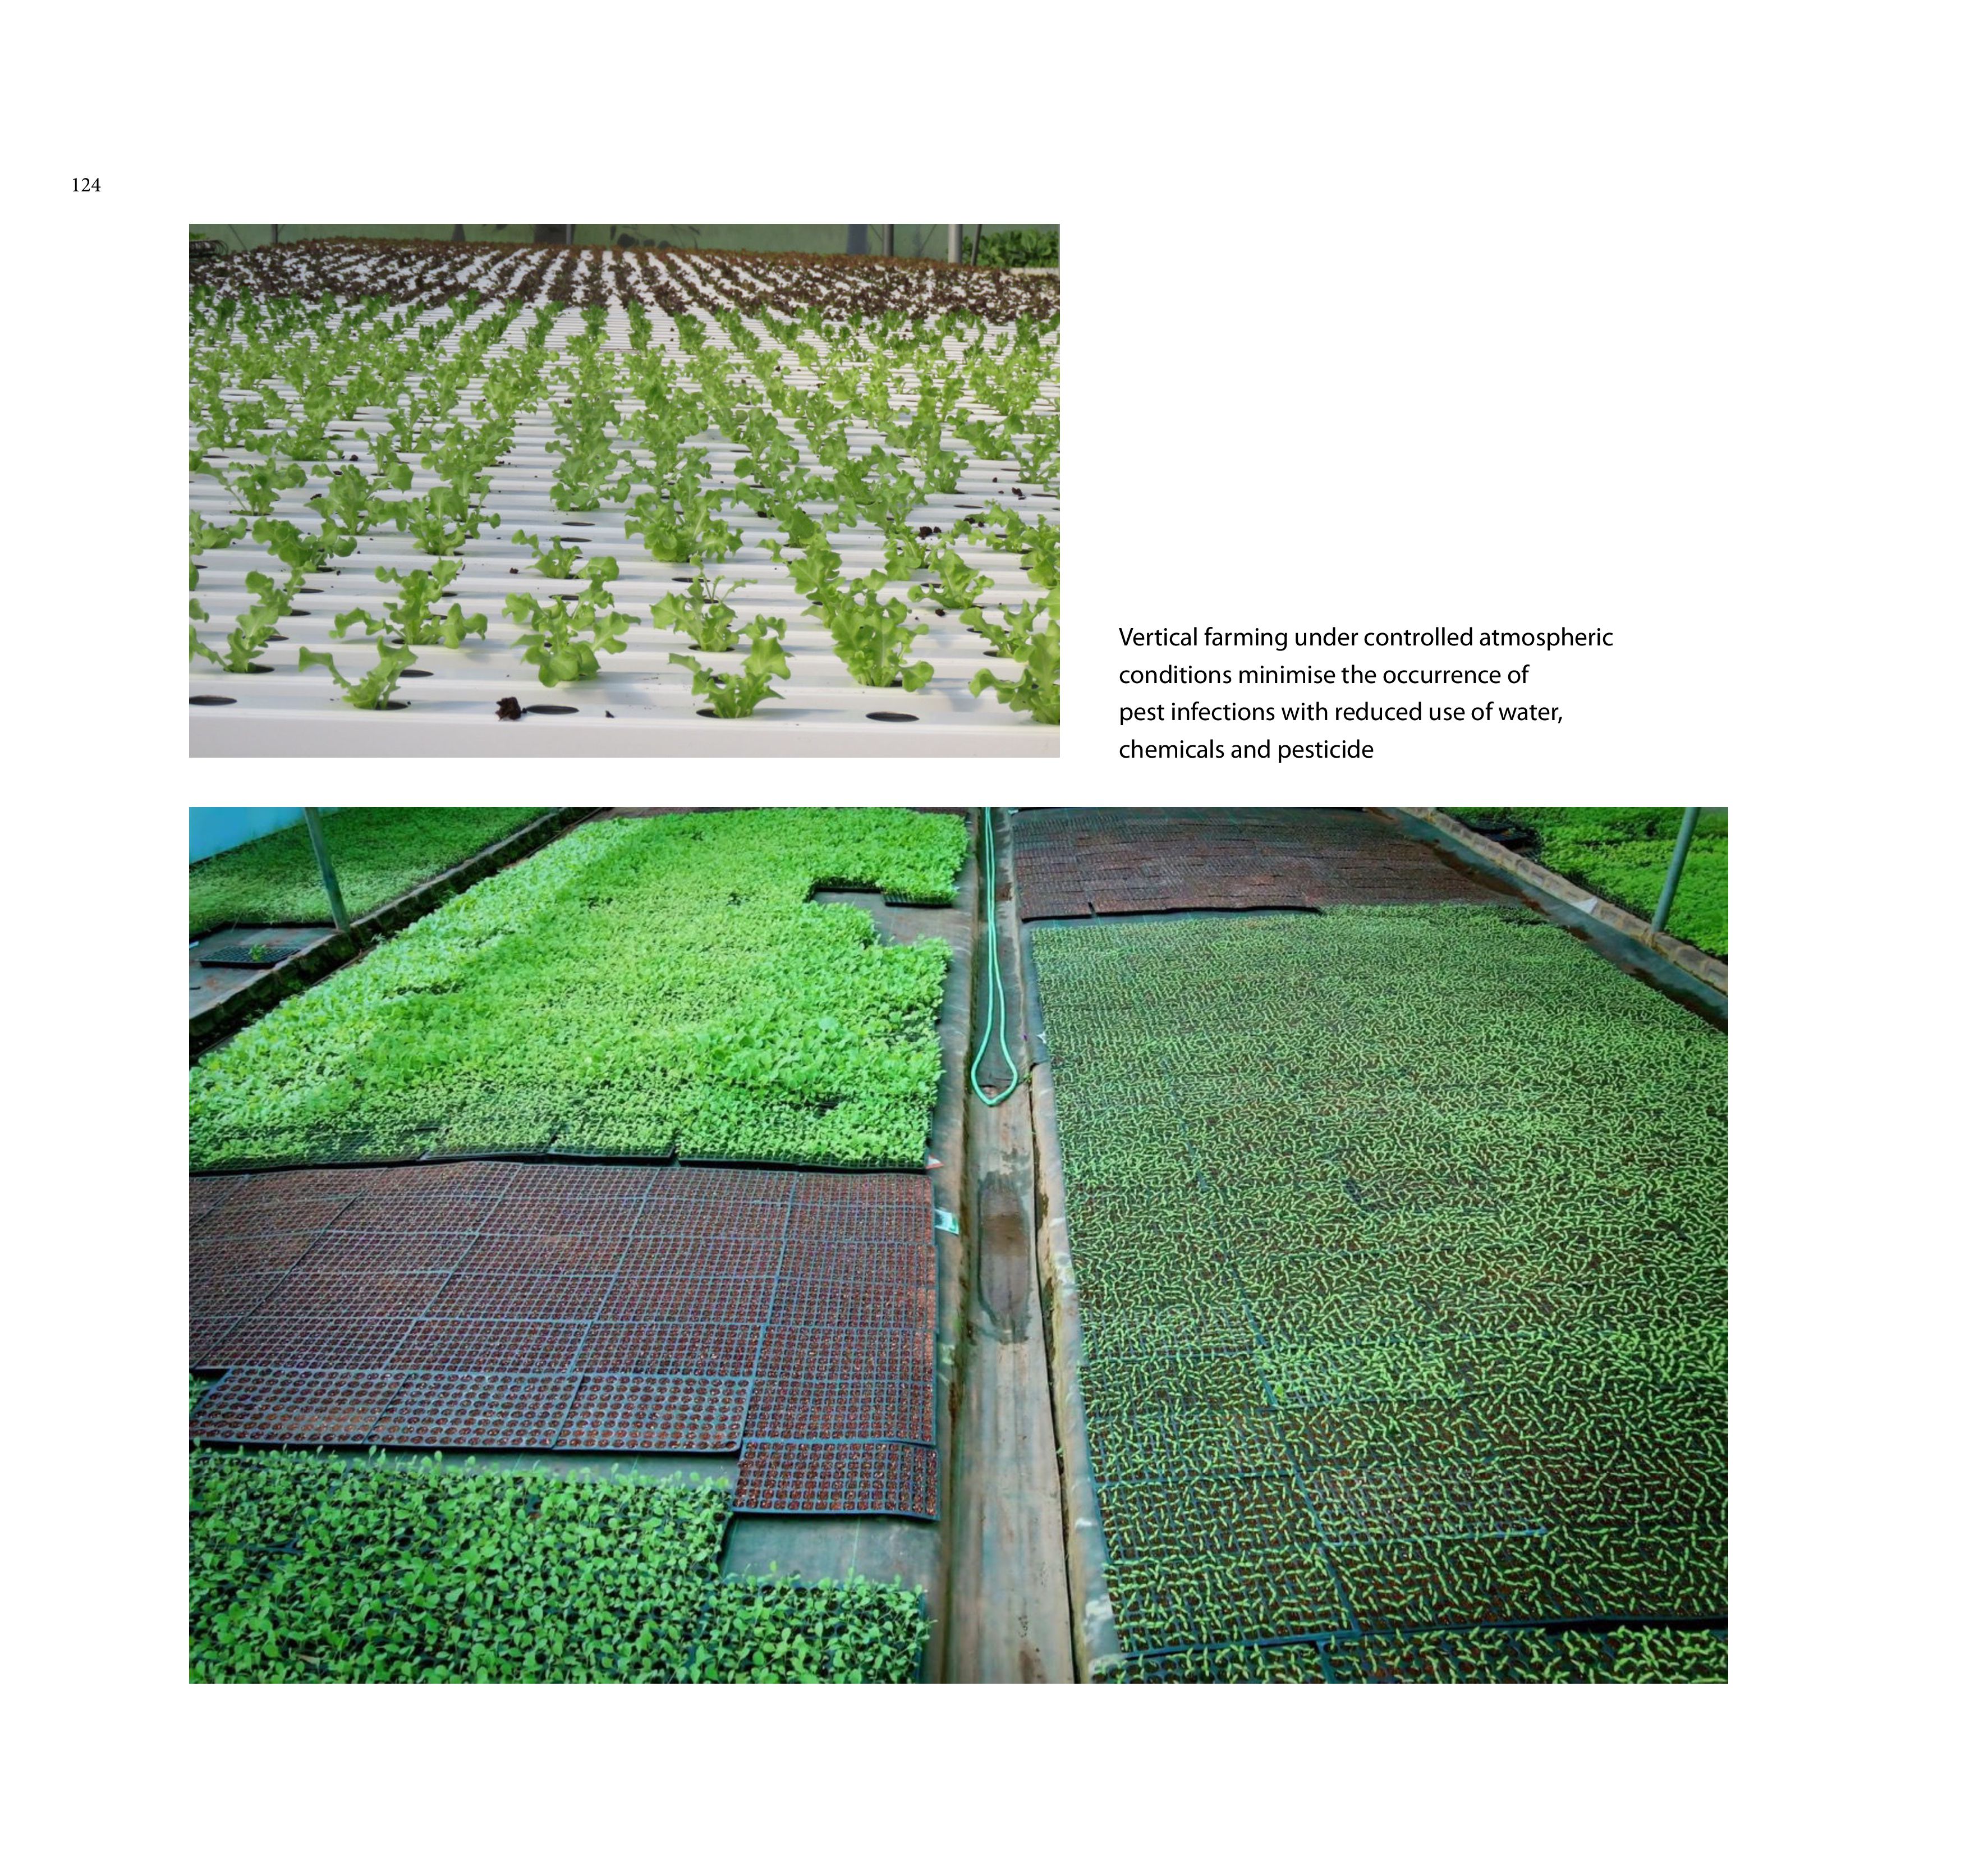 124
Vertical farming under controlled atmospheric
conditions minimise the occurrence of
pest infections with reduced use of water,
chemicals and pesticide